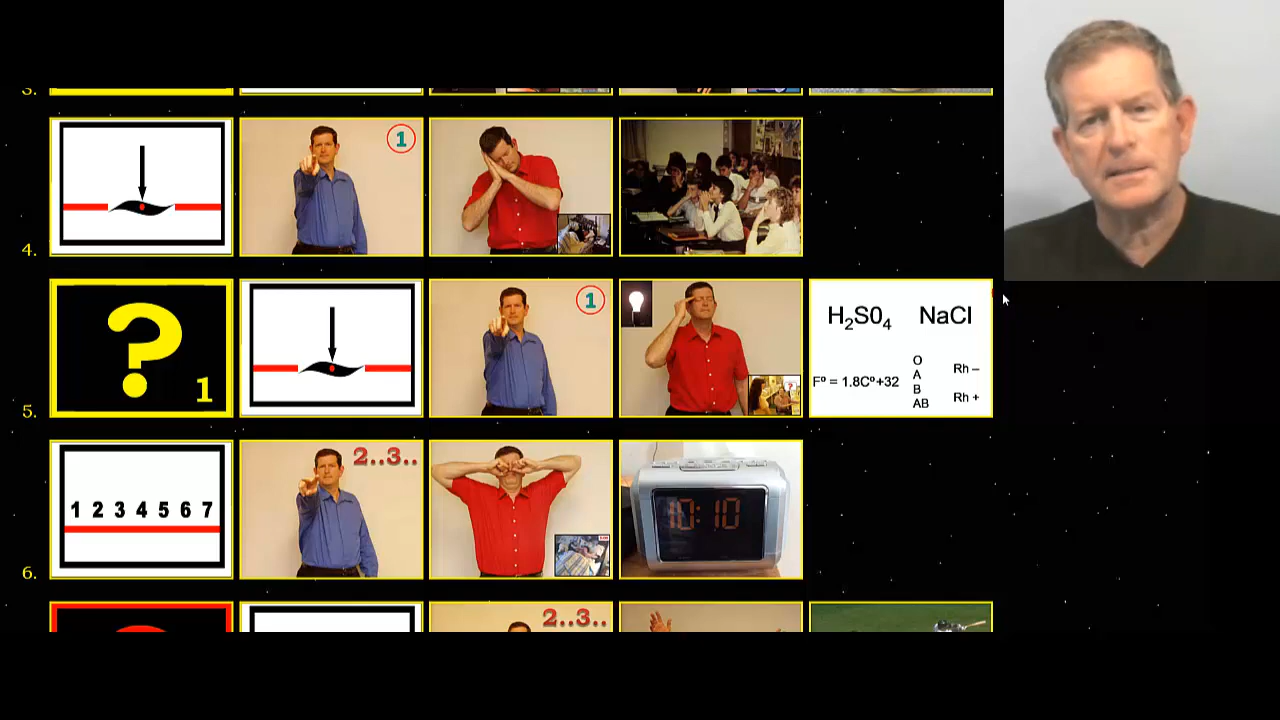 3.
1
4.
?
1
1
H₂S0₄ NaCl
Fº = 1.8Cº+32
O
A
B
AB
Rh –
Rh +
5.
1 2 3 4 5 6 7
2..3..
10:10
6.
2..3..